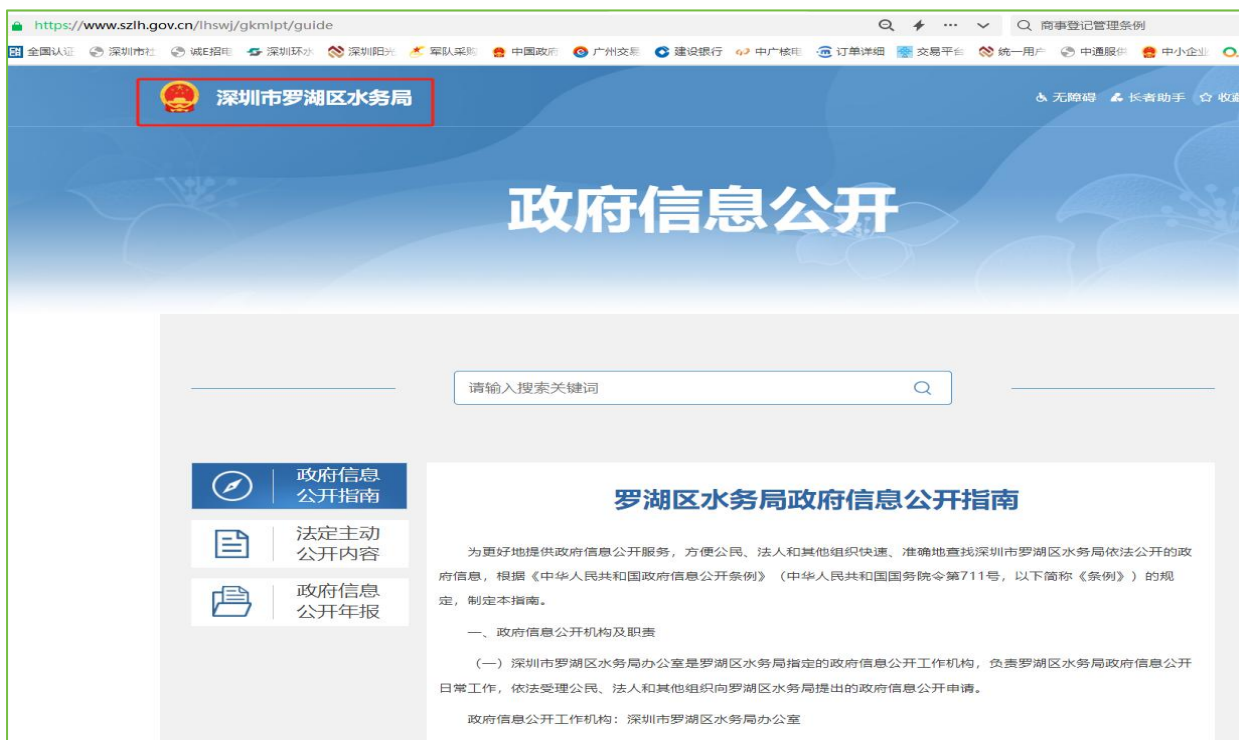 https://www.szlh.gov.cn/lhswj/gkmlpt/guide
商事登记管理条例
全国认证 深圳市社 诚E招电 深圳环水 深圳阳光 军队采购 中国政府 广州交易 建设银行 中广核电 订单详细 交易平台 统一用户 中通服供 中小企业
深圳市罗湖区水务局
无障碍 长者助手 收藏
政府信息公开
请输入搜索关键词
政府信息
公开指南
法定主动
公开内容
政府信息
公开年报
罗湖区水务局政府信息公开指南
为更好地提供政府信息公开服务，方便公民、法人和其他组织快速、准确地查找深圳市罗湖区水务局依法公开的政
府信息，根据《中华人民共和国政府信息公开条例》（中华人民共和国国务院令第711号，以下简称《条例》）的规
定，制定本指南。
一、政府信息公开机构及职责
（一）深圳市罗湖区水务局办公室是罗湖区水务局指定的政府信息公开工作机构，负责罗湖区水务局政府信息公开
日常工作，依法受理公民、法人和其他组织向罗湖区水务局提出的政府信息公开申请。
政府信息公开工作机构：深圳市罗湖区水务局办公室